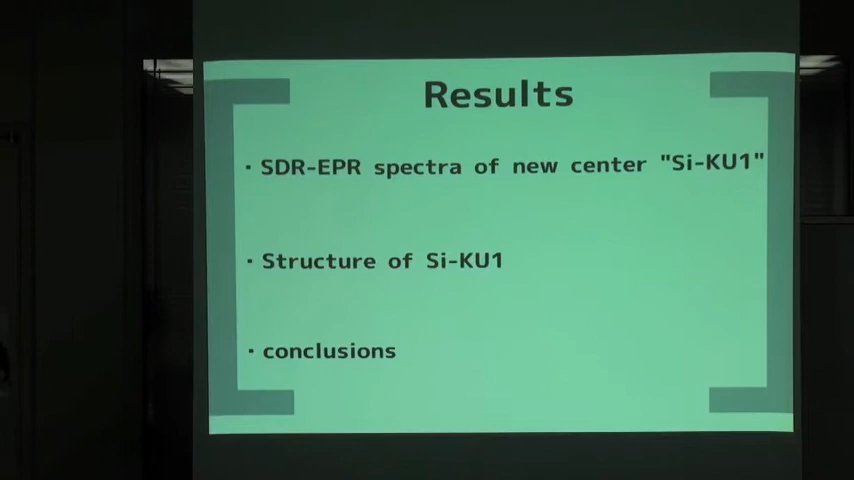 Results
・SDR-EPR spectra of new center "Si-KU1"
・Structure of Si-KU1
・conclusions